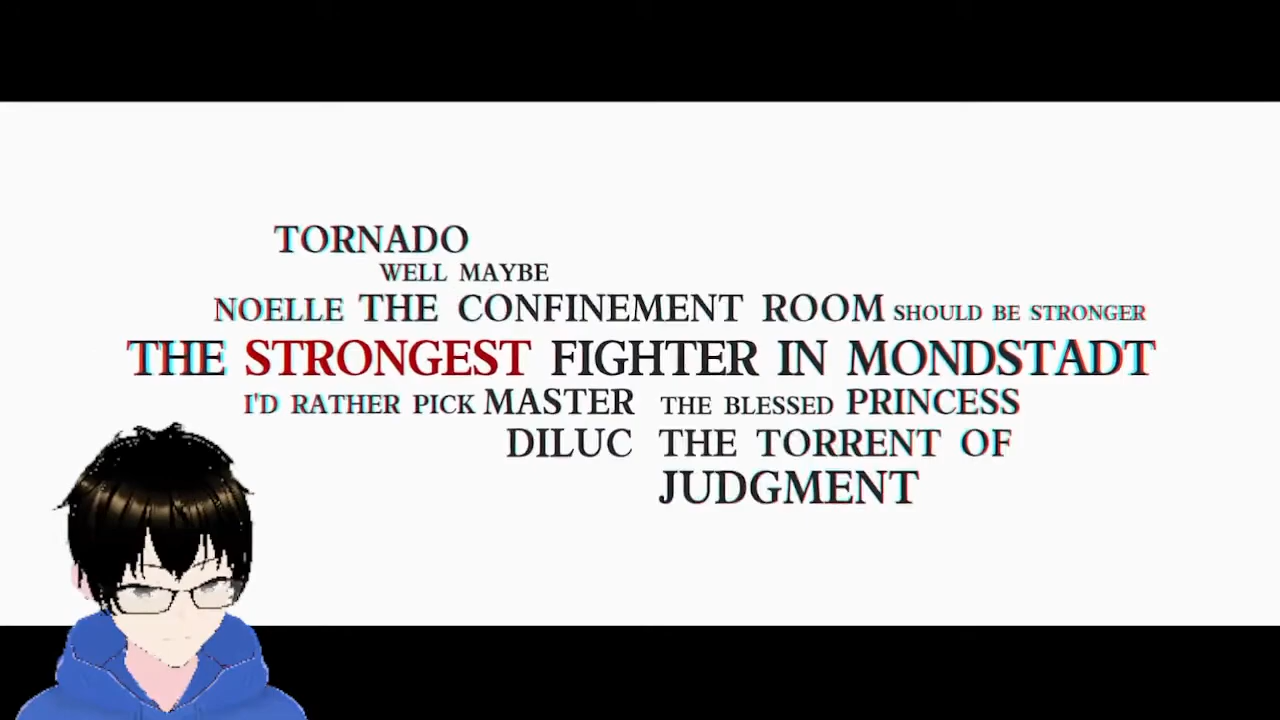 TORNADO
WELL MAYBE
NOELLE THE CONFINEMENT ROOM SHOULD BE STRONGER
THE STRONGEST FIGHTER IN MONDSTADT
I'D RATHER PICK MASTER THE BLESSED PRINCESS
DILUC THE TORRENT OF
JUDGMENT